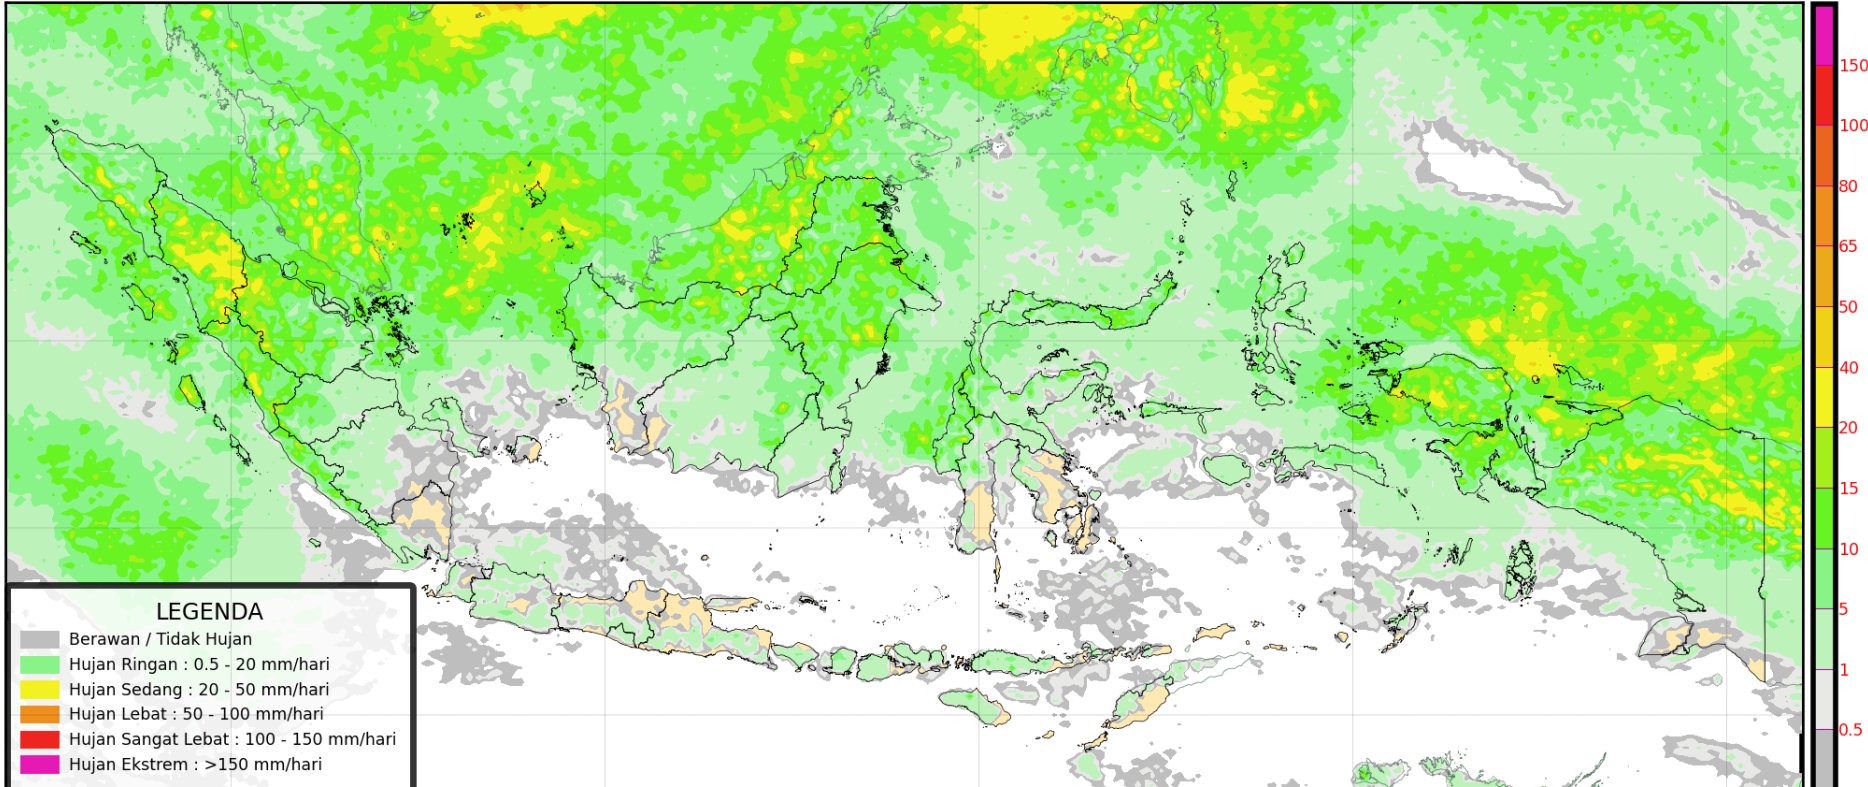 LEGENDA
Berawan / Tidak Hujan
Hujan Ringan : 0.5 - 20 mm/hari
Hujan Sedang : 20 - 50 mm/hari
Hujan Lebat : 50 - 100 mm/hari
Hujan Sangat Lebat : 100 - 150 mm/hari
Hujan Ekstrem : >150 mm/hari
150
100
80
65
50
40
20
15
10
5
1
0.5